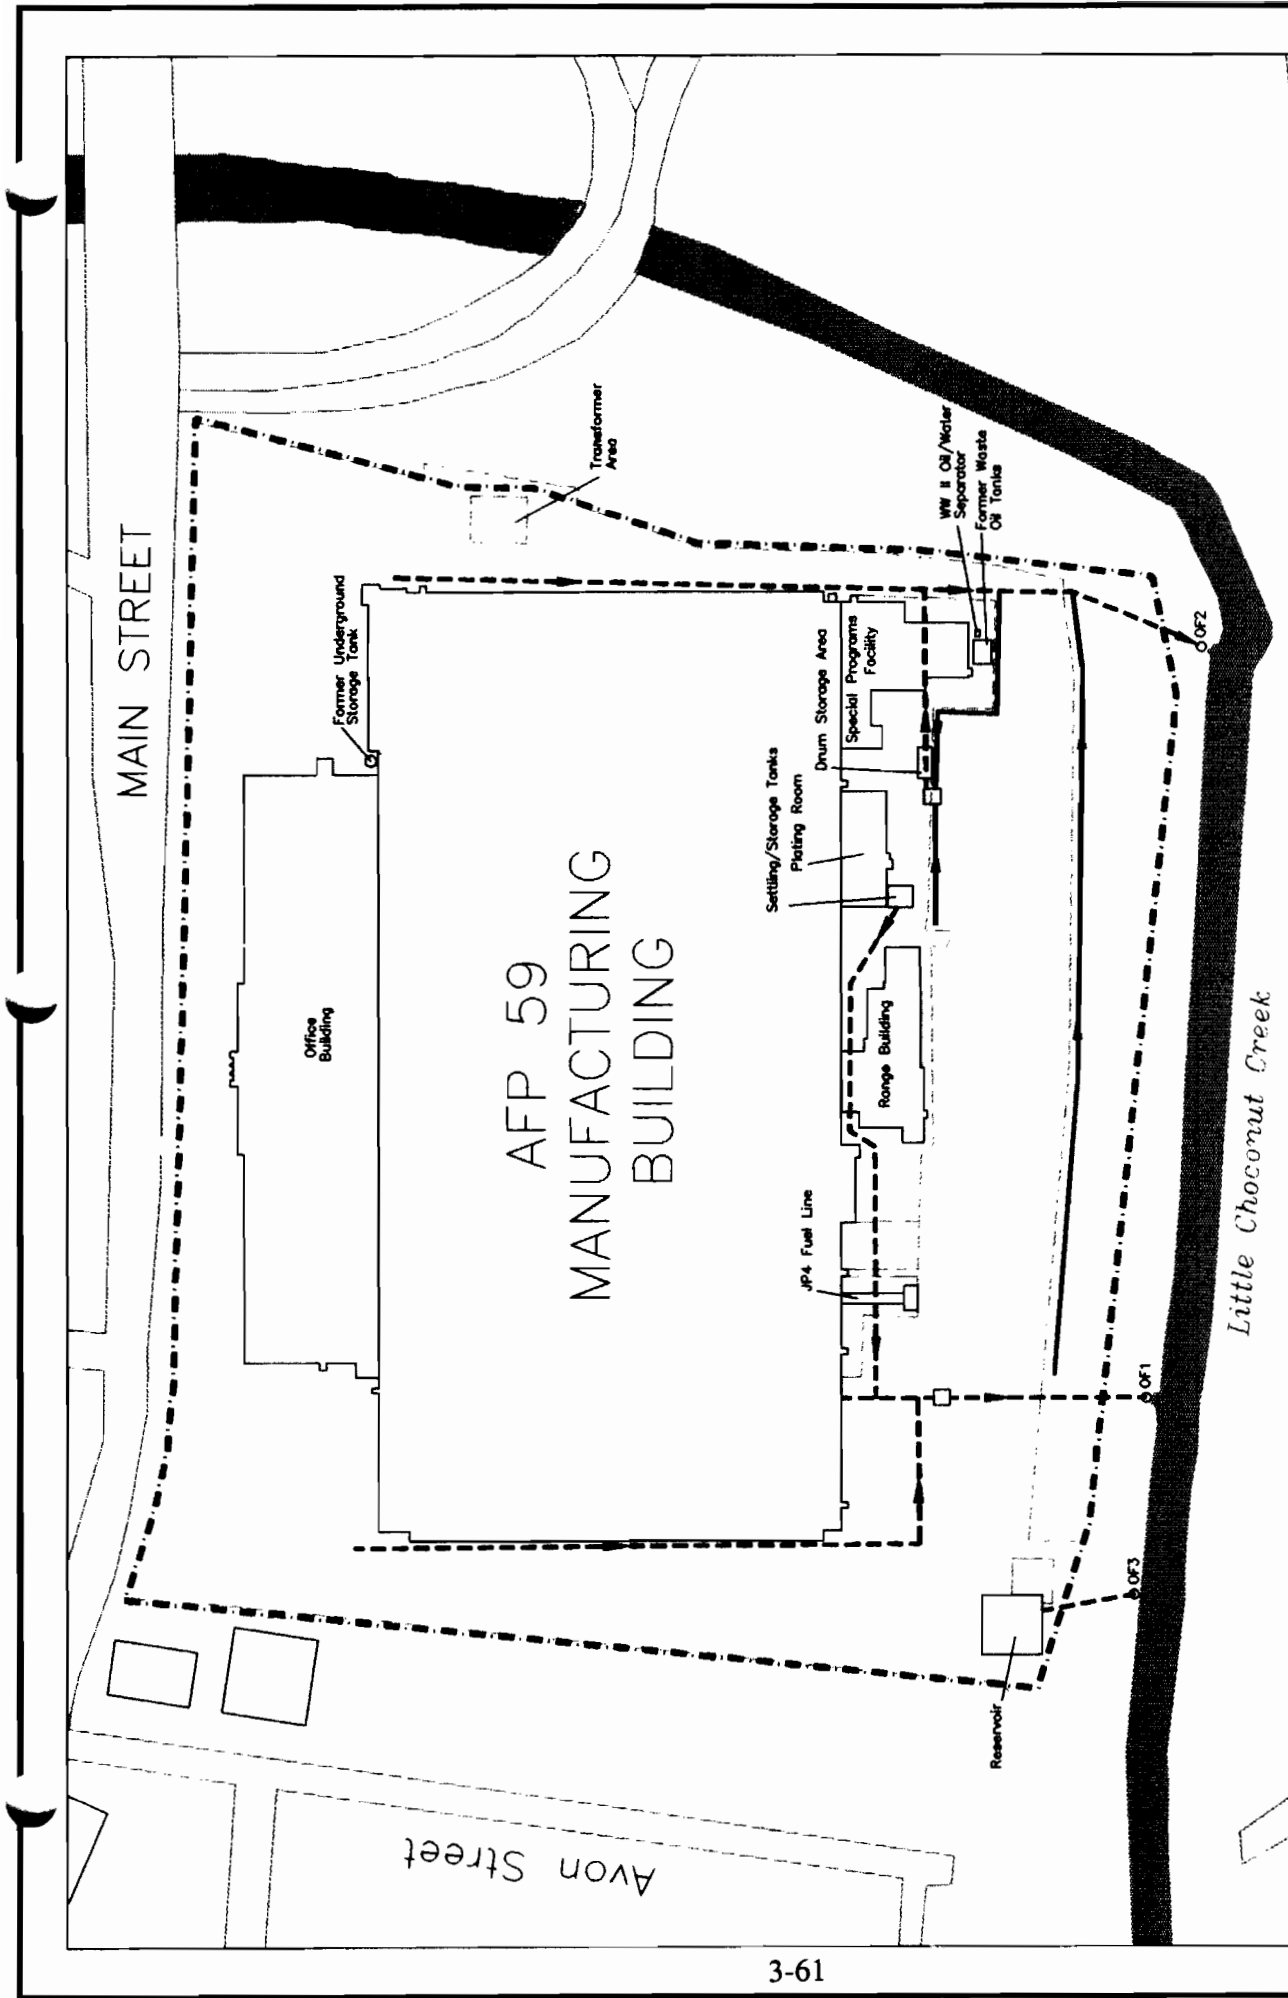 MAIN STREET
Former Underground
Storage Tank
Transformer
Area
Office
Building
AFP 59
MANUFACTURING
BUILDING
WW II Oil/Water
Separator
Former Waste
Oil Tanks
Special Programs
Facility
Drum Storage Area
Settling/Storage Tanks
Plating Room
Range Building
JP4 Fuel Line
OF2
OF1
OF3
Reservoir
Little Choconut Creek
Avon Street
3-61